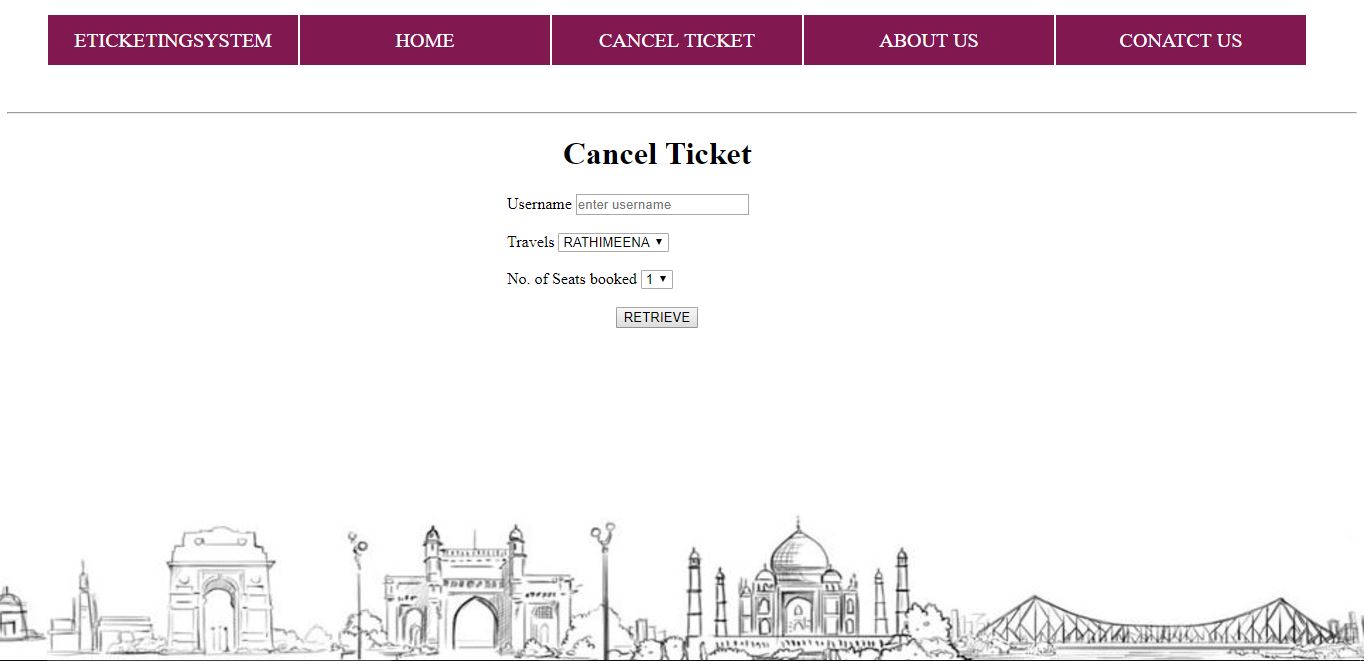 ETICKETINGSYSTEM HOME CANCEL TICKET ABOUT US CONATCT US
Cancel Ticket
Username enter username
Travels RATHIMEENA
No. of Seats booked 1
RETRIEVE